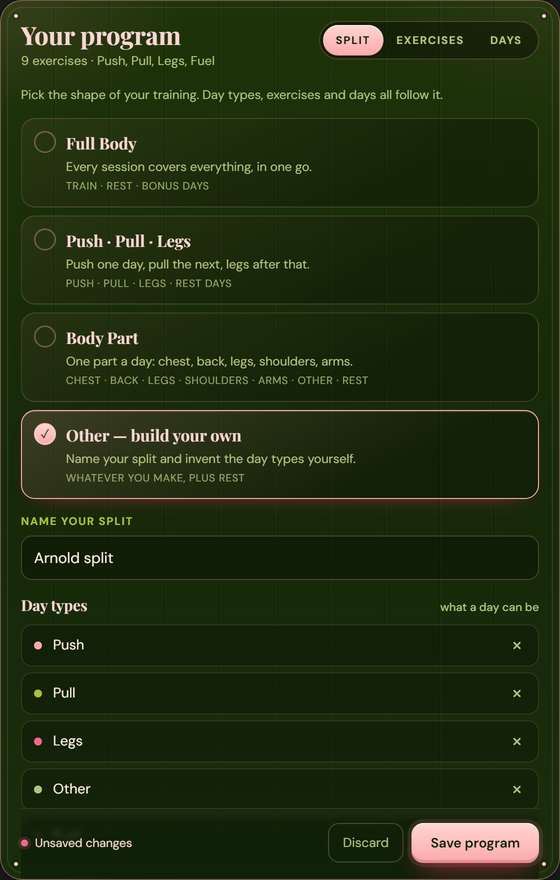 Your program
SPLIT EXERCISES DAYS
9 exercises · Push, Pull, Legs, Fuel
Pick the shape of your training. Day types, exercises and days all follow it.
Full Body
Every session covers everything, in one go.
TRAIN · REST · BONUS DAYS
Push · Pull · Legs
Push one day, pull the next, legs after that.
PUSH · PULL · LEGS · REST DAYS
Body Part
One part a day: chest, back, legs, shoulders, arms.
CHEST · BACK · LEGS · SHOULDERS · ARMS · OTHER · REST
Other — build your own
Name your split and invent the day types yourself.
WHATEVER YOU MAKE, PLUS REST
NAME YOUR SPLIT
Arnold split
Day types what a day can be
Push ×
Pull ×
Legs ×
Other ×
Unsaved changes Discard Save program